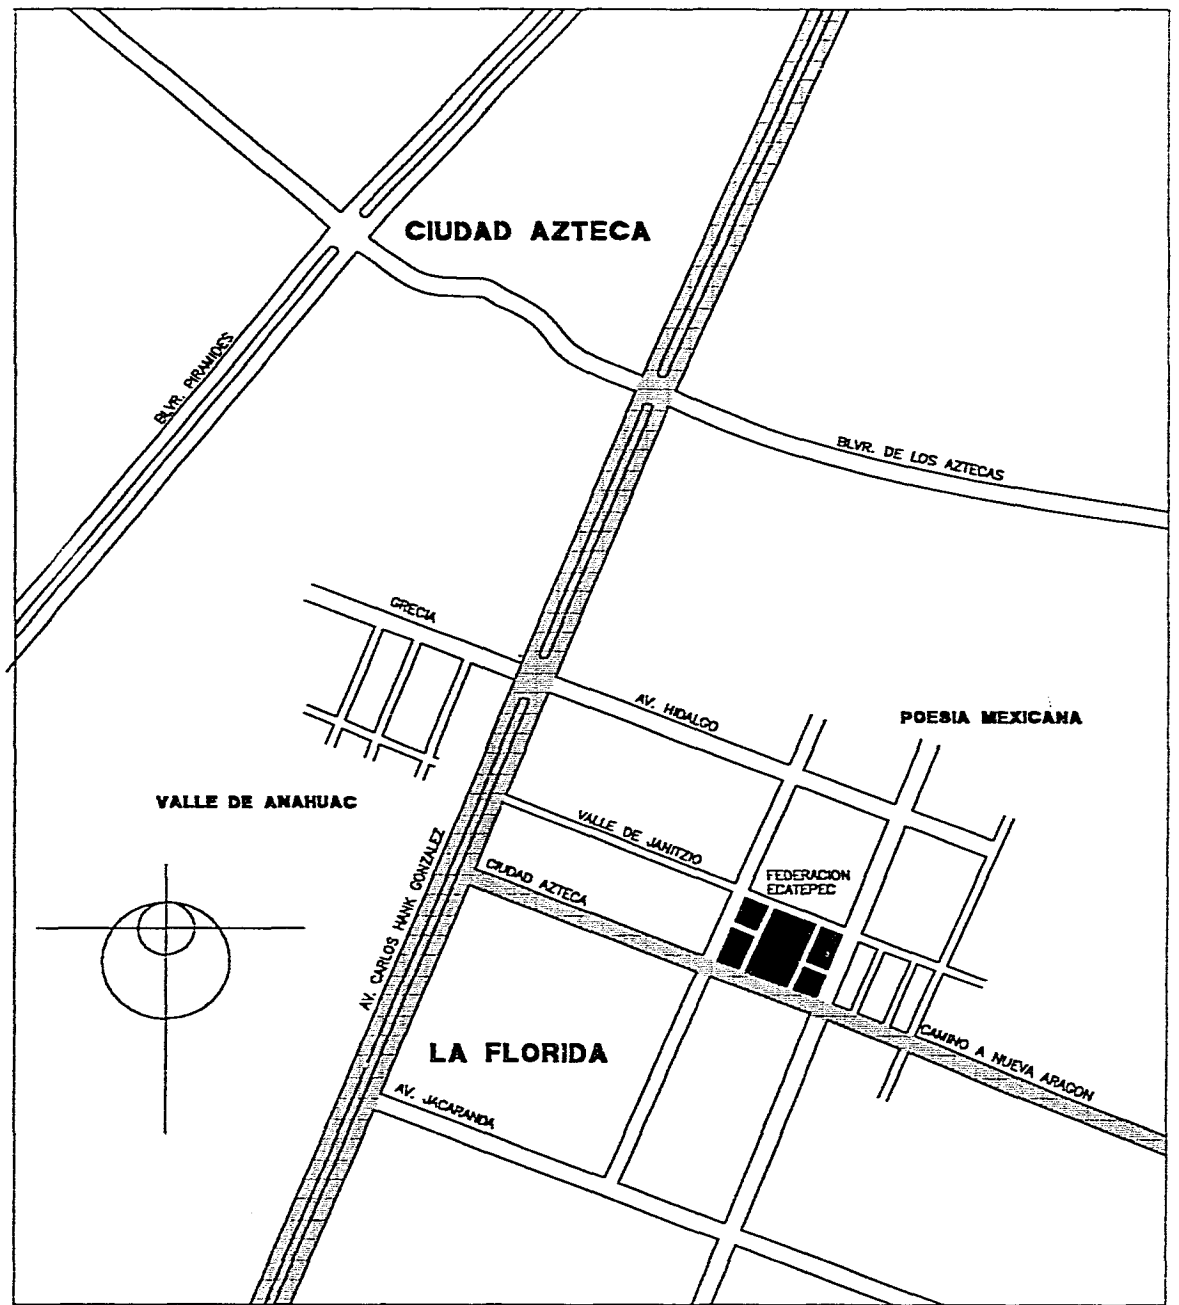 CIUDAD AZTECA
BLVR. PIRAMIDES
BLVR. DE LOS AZTECAS
GRECIA
AV. HIDALGO
POESIA MEXICANA
VALLE DE ANAHUAC
VALLE DE JANITZIO
AV. CARLOS HANK GONZALEZ
CIUDAD AZTECA
FEDERACION
ECATEPEC
LA FLORIDA
CAMINO A NUEVA ARAGON
AV. JACARANDA